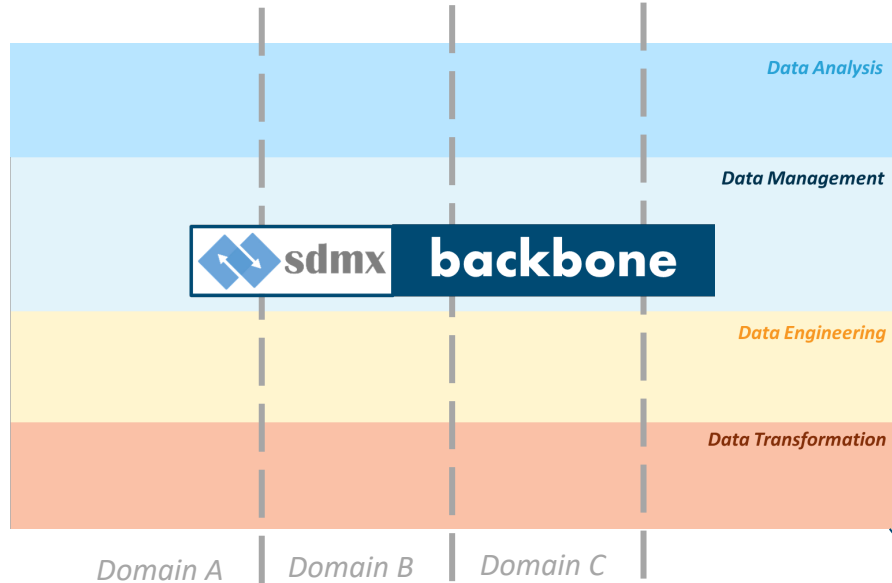 Data Analysis
Data Management
sdmx backbone
Data Engineering
Data Transformation
Domain A
Domain B
Domain C